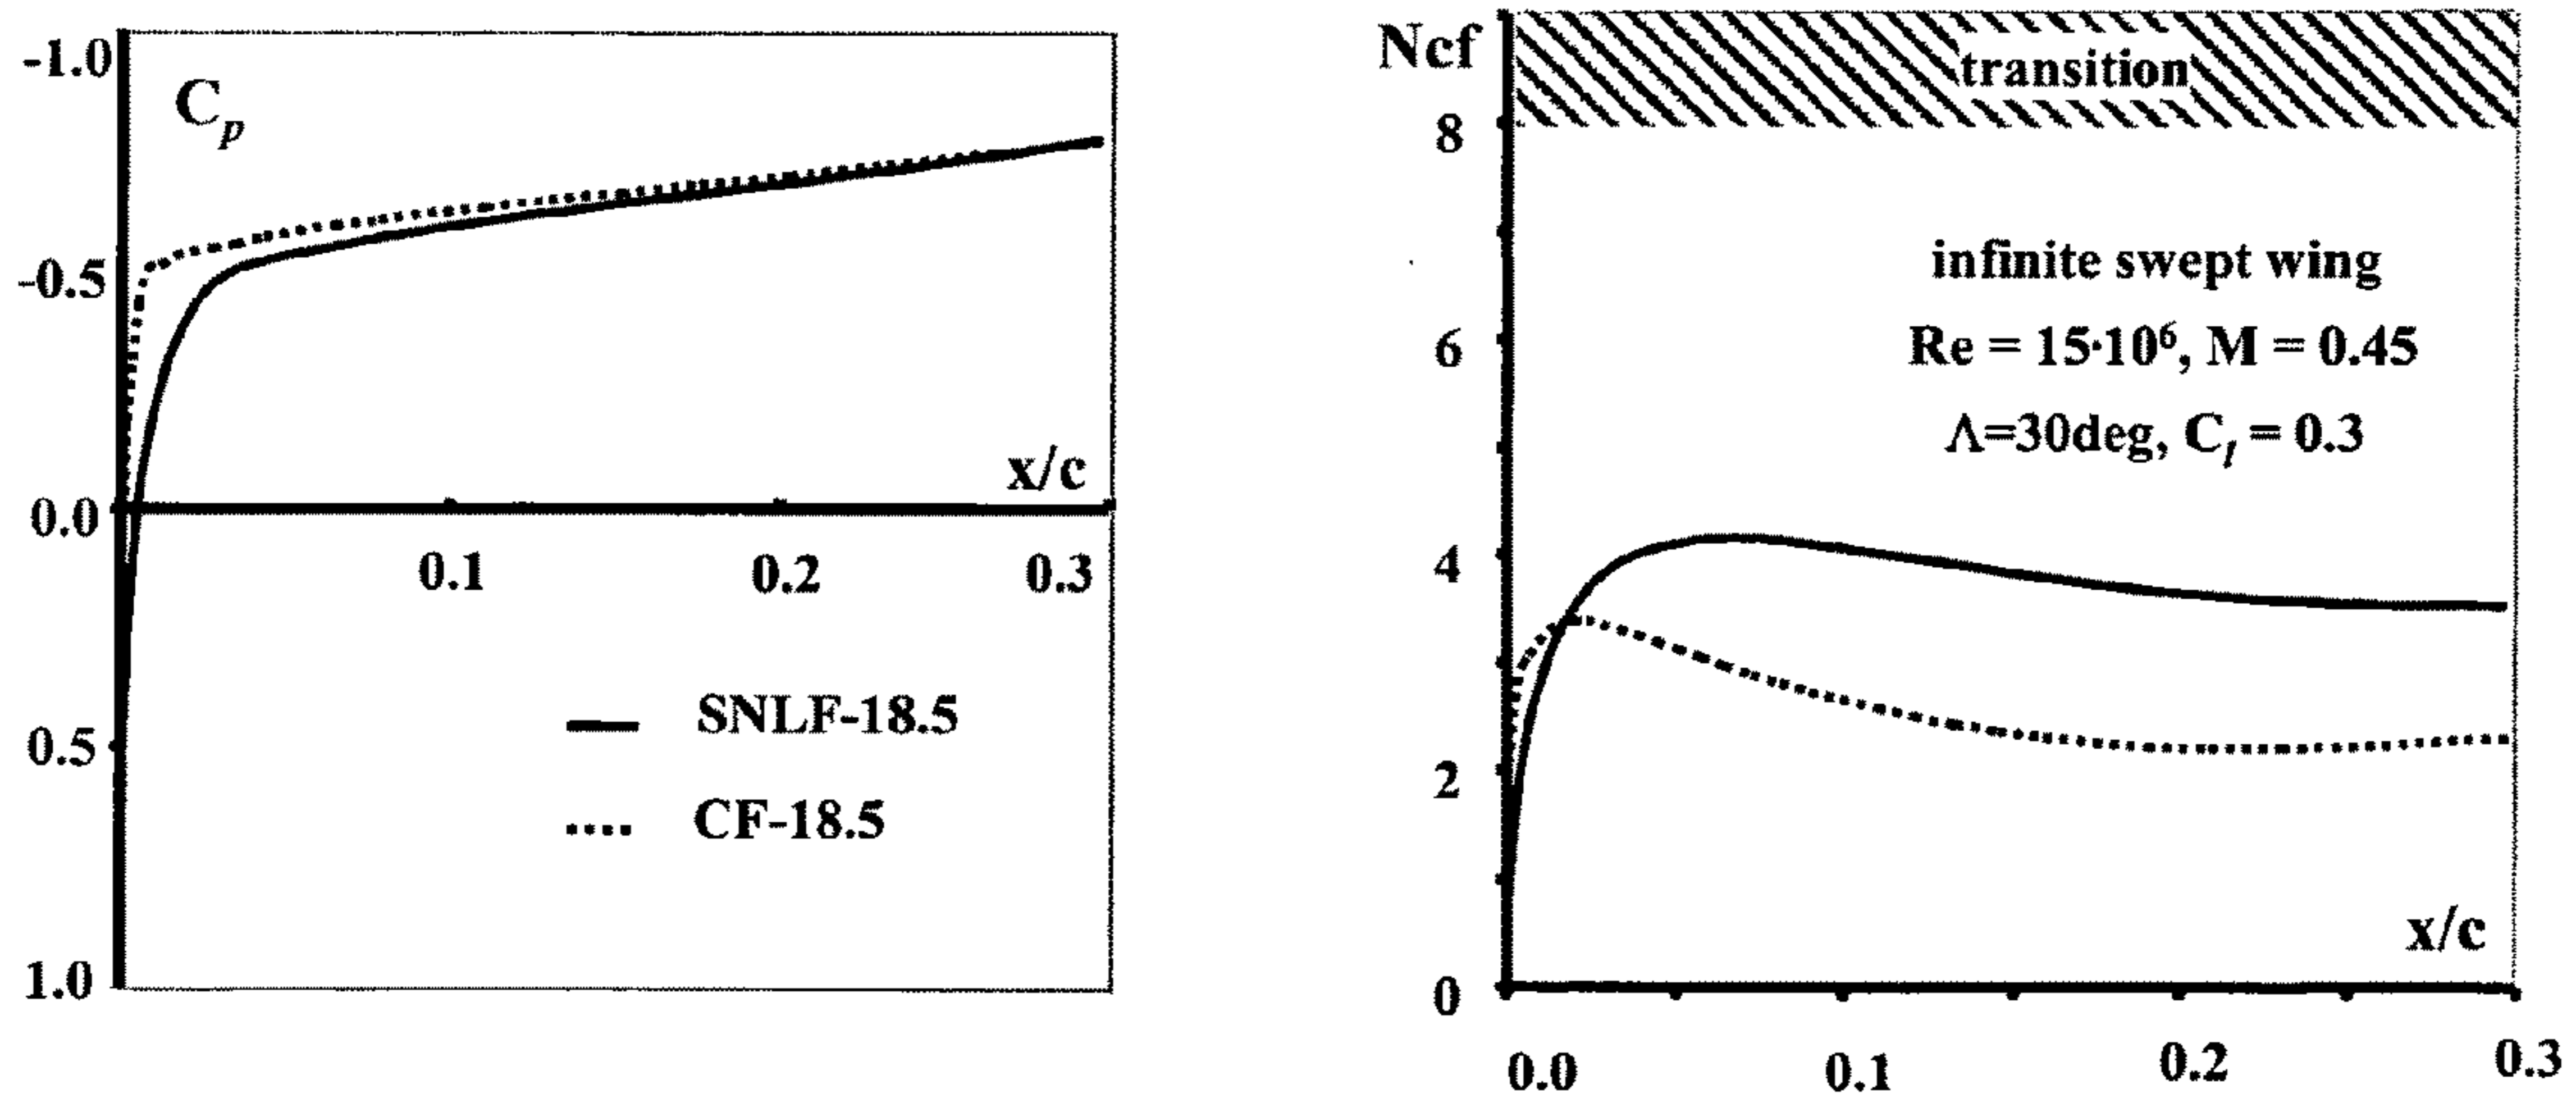 -1.0
C_p
-0.5
0.0
x/c
0.1 0.2 0.3
0.5
SNLF-18.5
CF-18.5
1.0
Ncf
transition
8
infinite swept wing
6
Re = 15·10⁶, M = 0.45
Λ=30deg, C_l = 0.3
4
2
x/c
0
0.0 0.1 0.2 0.3